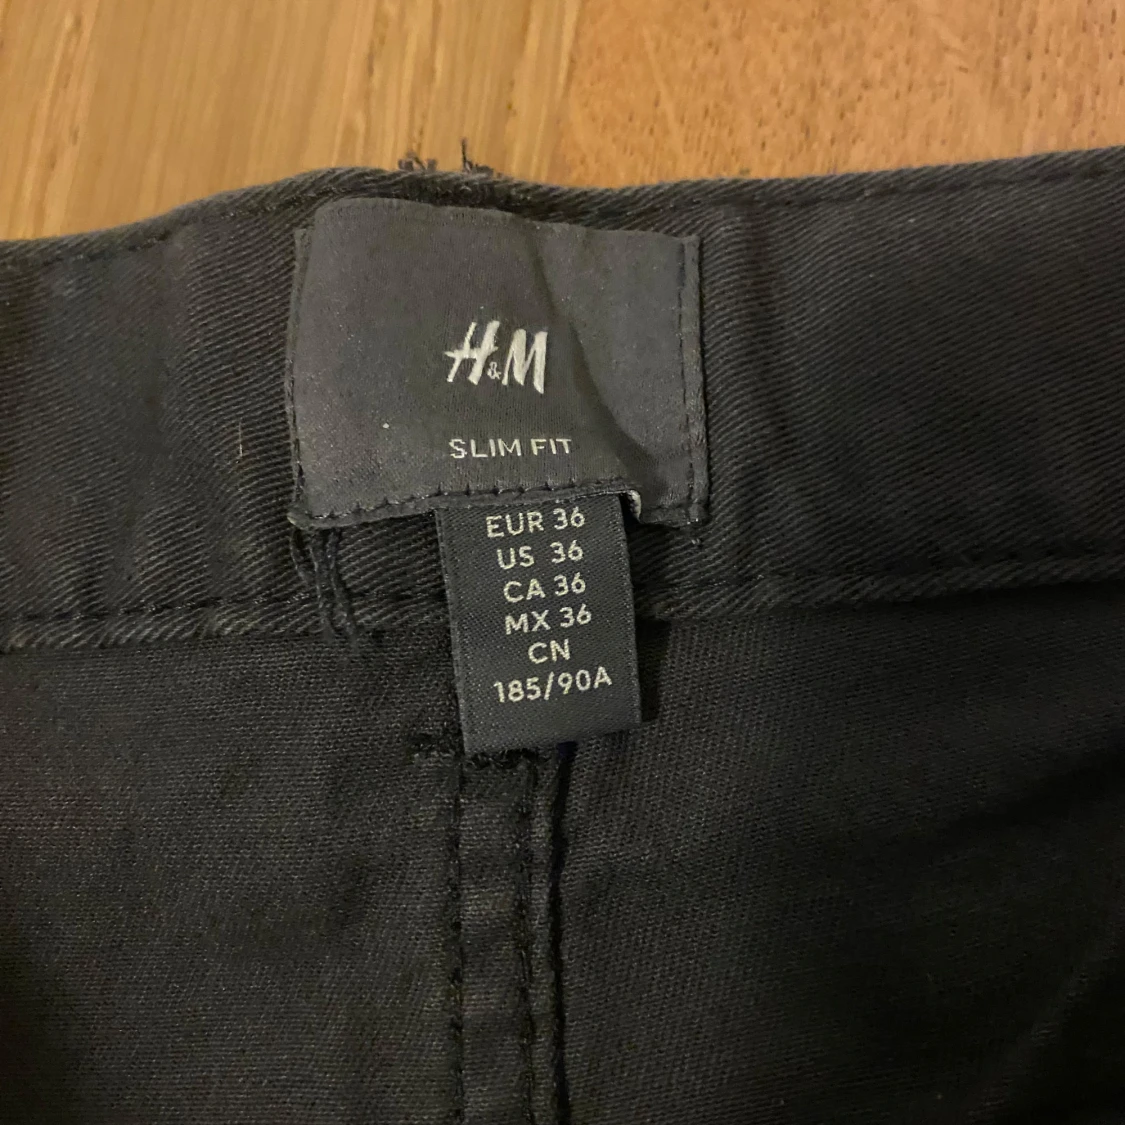 H&M
SLIM FIT
EUR 36
US 36
CA 36
MX 36
CN
185/90A